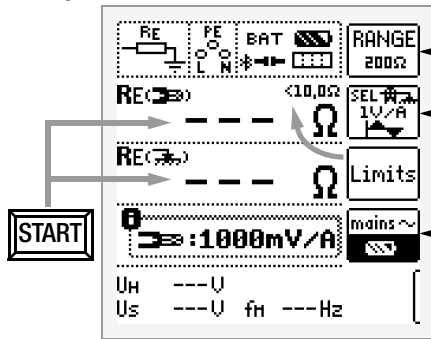 RE
PE
L N
BAT
RANGE
200Ω
RE( )
<10,0Ω
– – – Ω
SEL
1V/A
RE( )
– – – Ω
Limits
START
:1000mV/A
mains ~
UH ---V
US ---V fH ---Hz